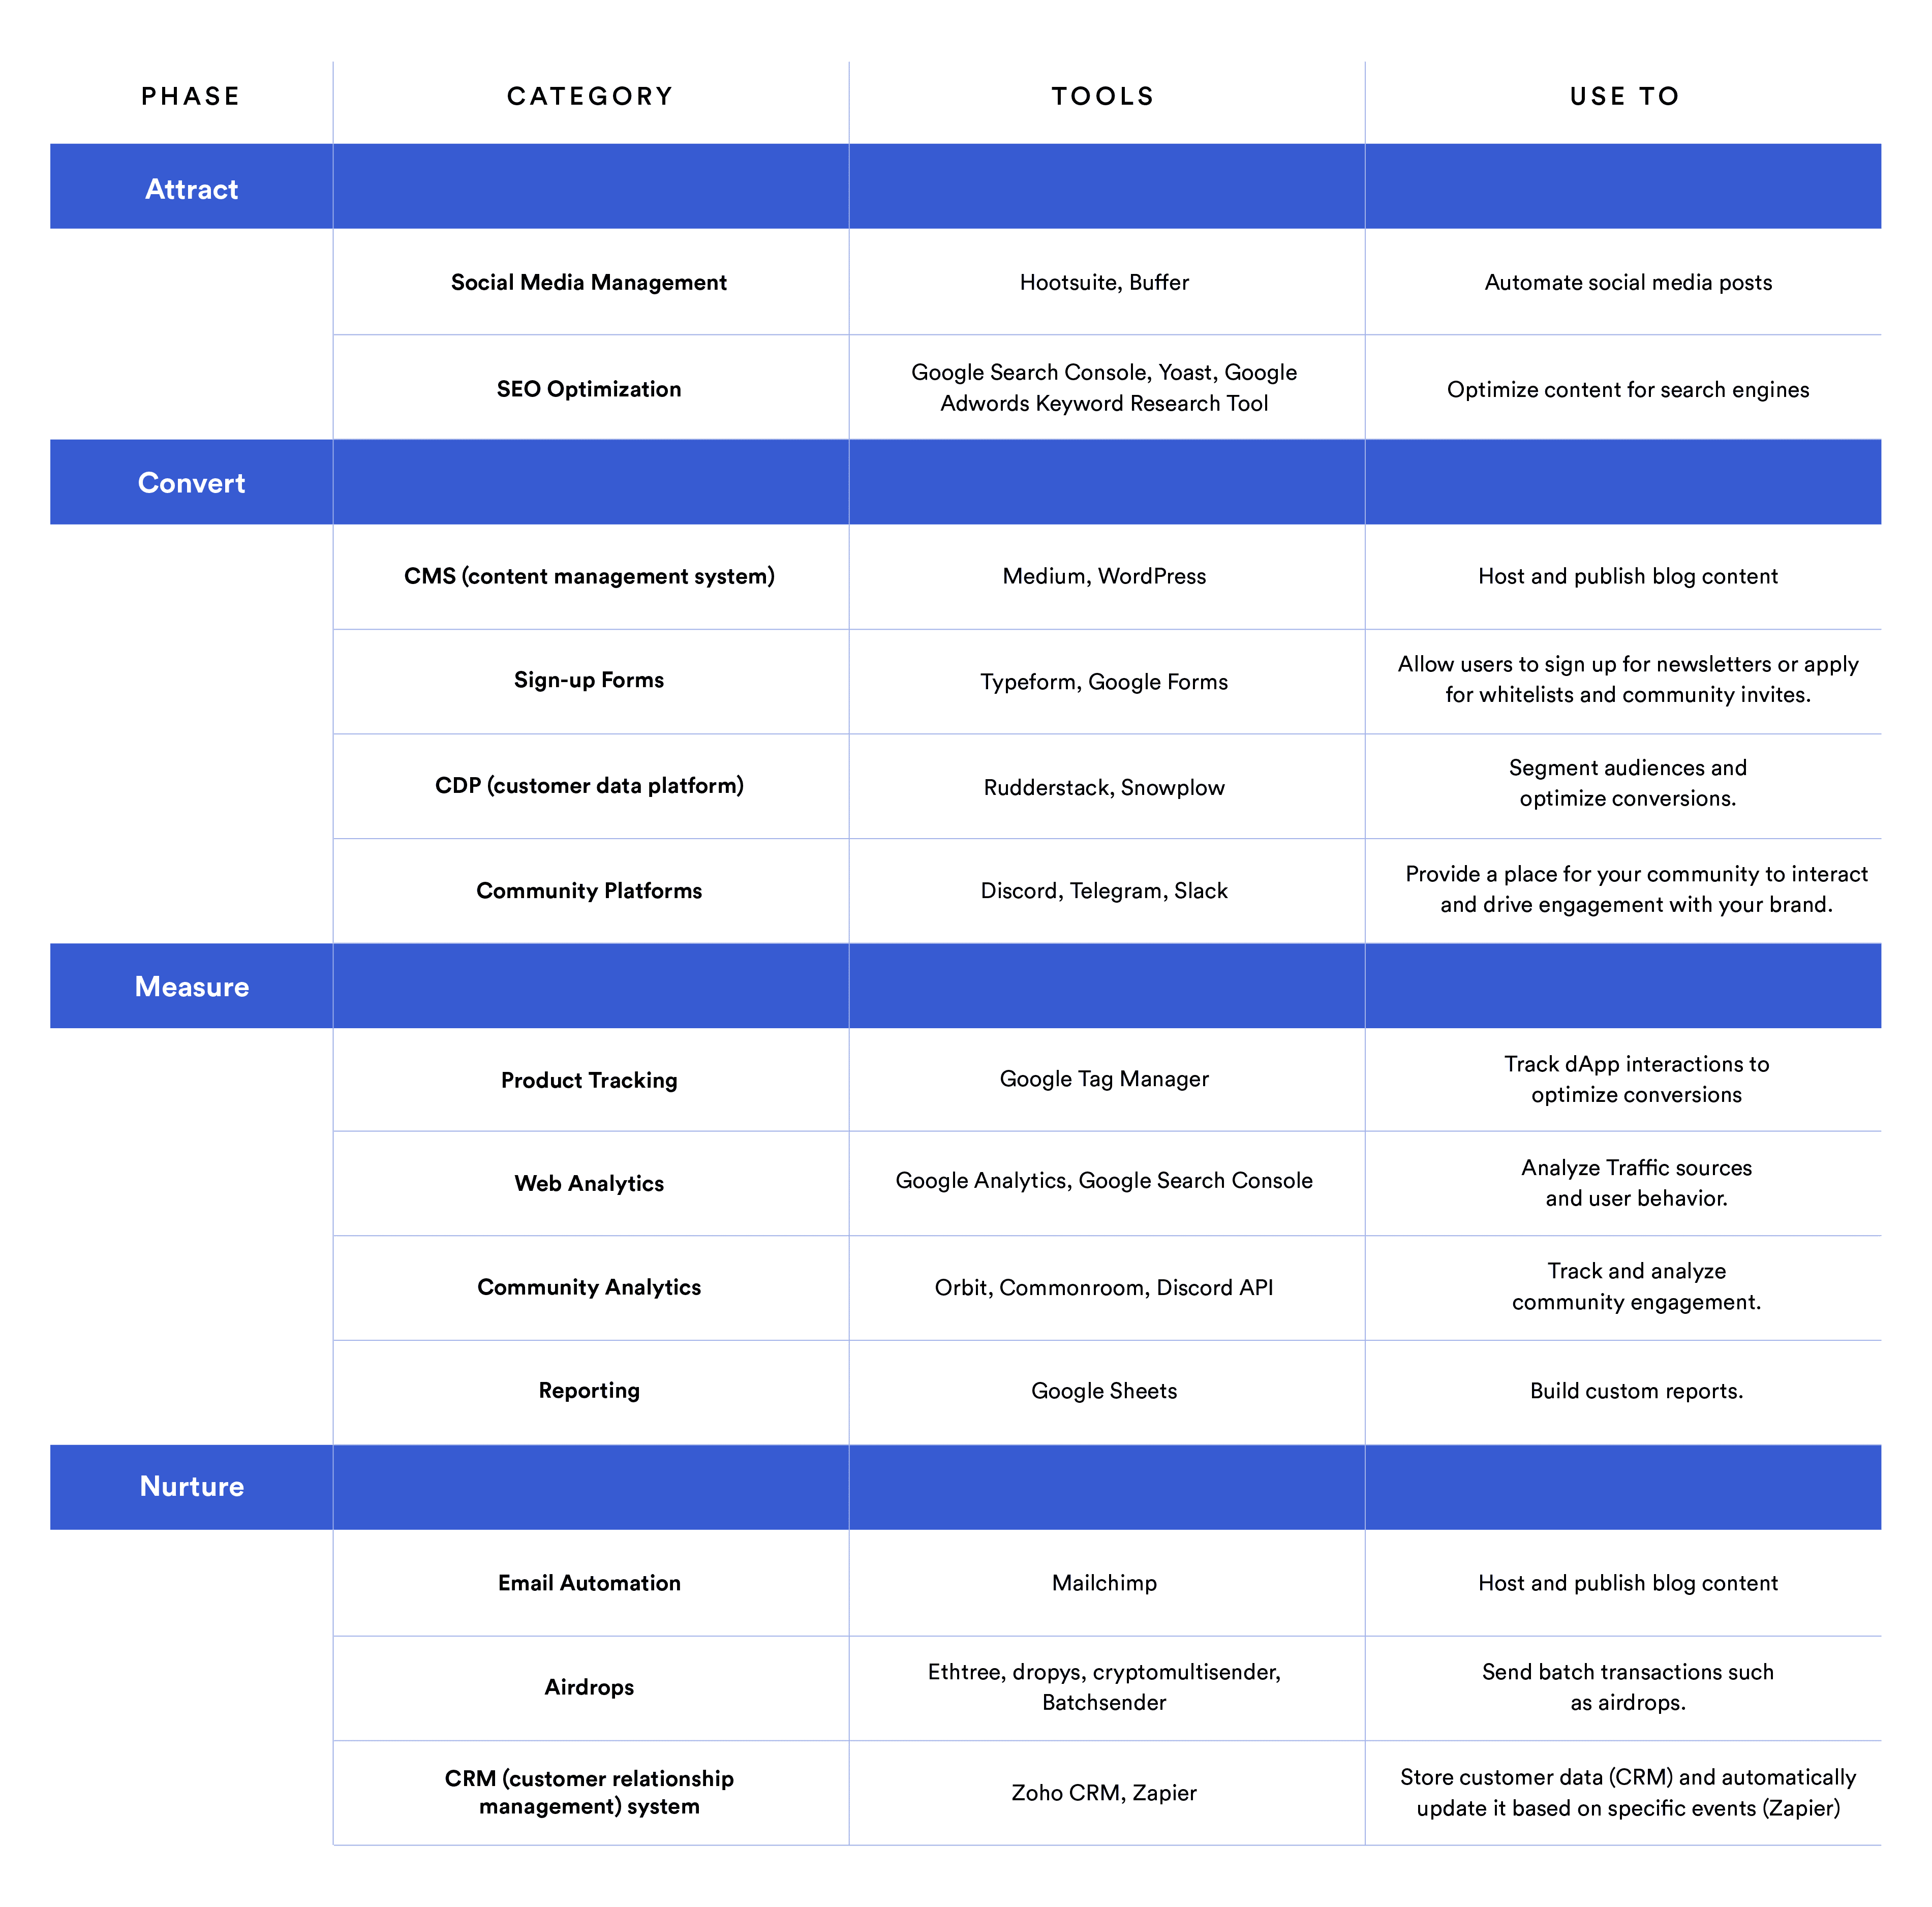 PHASE CATEGORY TOOLS USE TO
Attract
Social Media Management Hootsuite, Buffer Automate social media posts
SEO Optimization
Google Search Console, Yoast, Google
Adwords Keyword Research Tool
Optimize content for search engines
Convert
CMS (content management system) Medium, WordPress Host and publish blog content
Sign-up Forms Typeform, Google Forms
Allow users to sign up for newsletters or apply
for whitelists and community invites.
CDP (customer data platform) Rudderstack, Snowplow
Segment audiences and
optimize conversions.
Community Platforms Discord, Telegram, Slack
Provide a place for your community to interact
and drive engagement with your brand.
Measure
Product Tracking Google Tag Manager
Track dApp interactions to
optimize conversions
Web Analytics Google Analytics, Google Search Console
Analyze Traffic sources
and user behavior.
Community Analytics Orbit, Commonroom, Discord API
Track and analyze
community engagement.
Reporting Google Sheets Build custom reports.
Nurture
Email Automation Mailchimp Host and publish blog content
Airdrops
Ethtree, dropys, cryptomultisender,
Batchsender
Send batch transactions such
as airdrops.
CRM (customer relationship
management) system
Zoho CRM, Zapier
Store customer data (CRM) and automatically
update it based on specific events (Zapier)